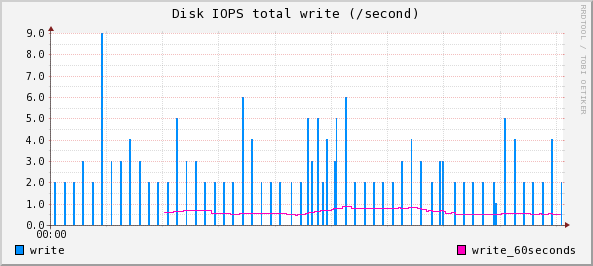 Disk IOPS total write (/second)
9.0
8.0
7.0
6.0
5.0
4.0
3.0
2.0
1.0
0.0
00:00
write
write_60seconds
RRDTOOL / TOBI OETIKER